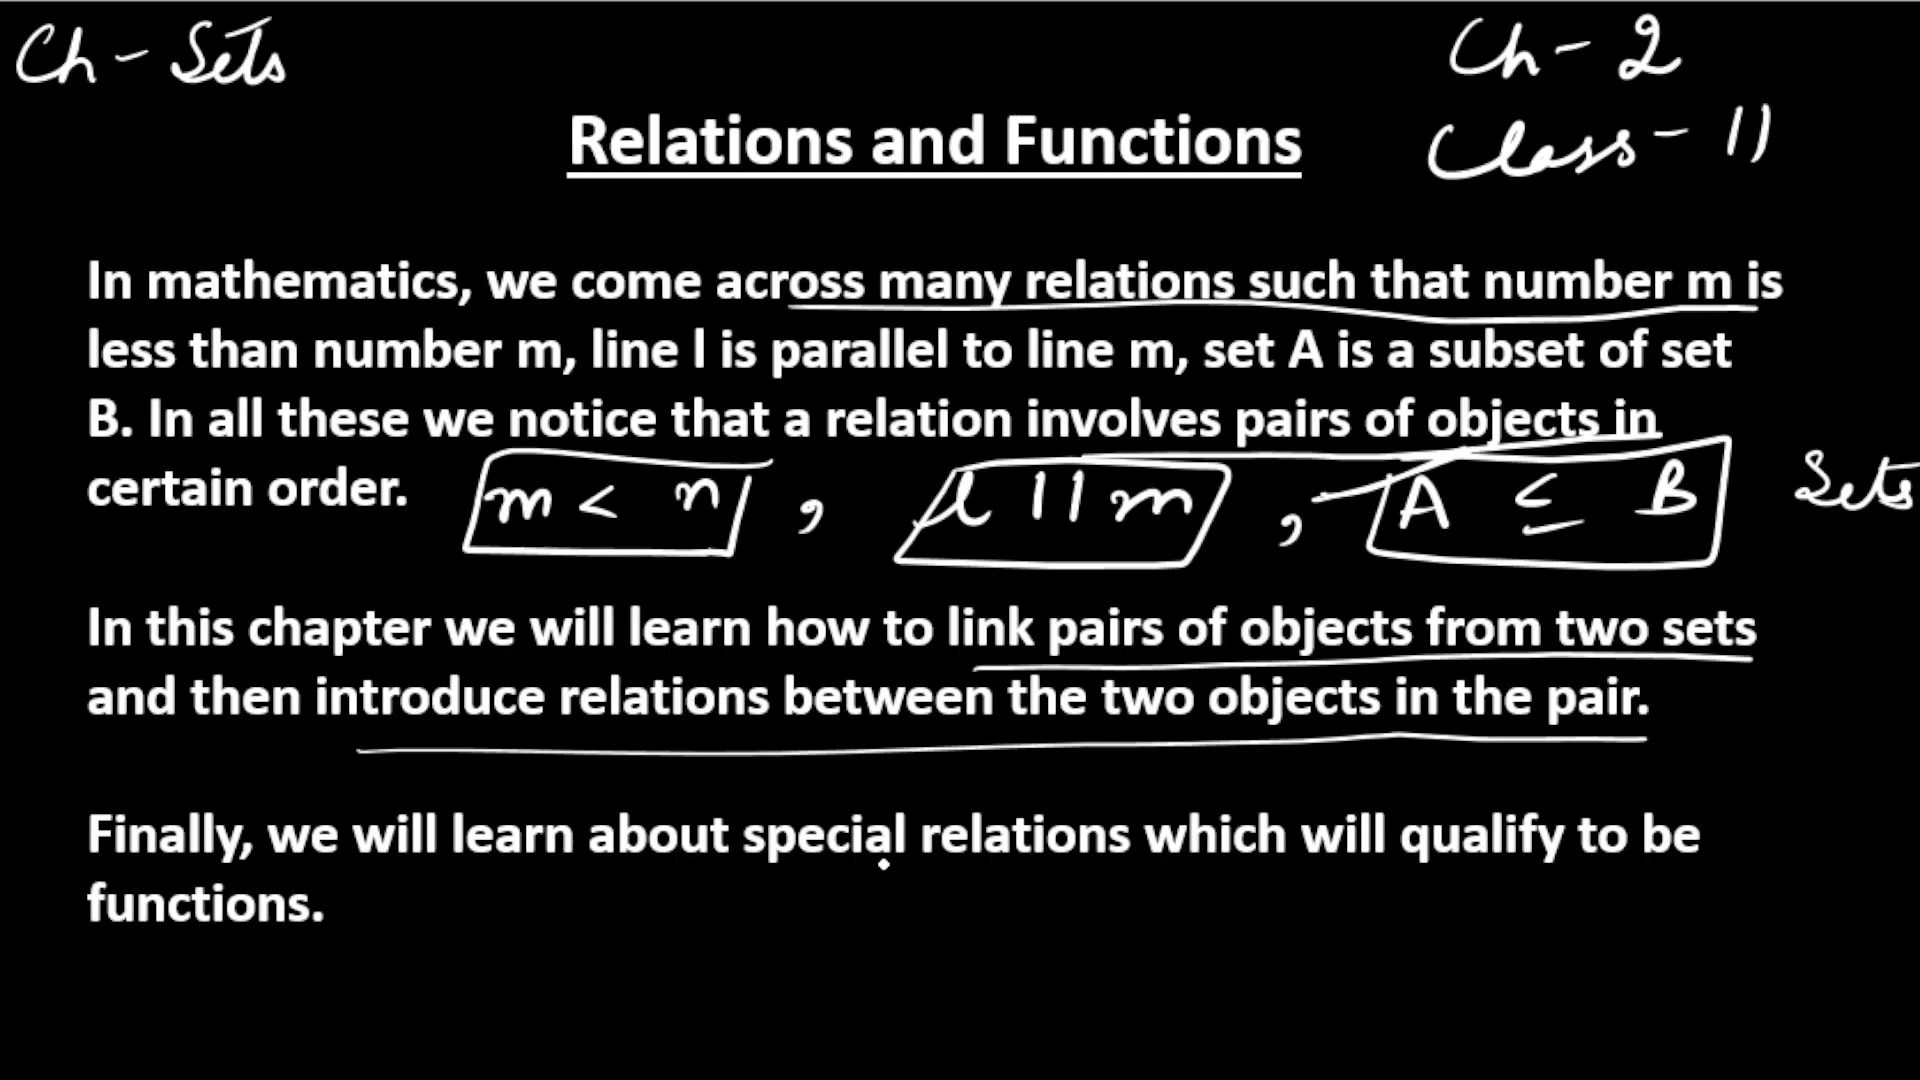 Ch - Sets
Ch - 2
Relations and Functions
Class - 11
In mathematics, we come across many relations such that number m is
less than number m, line l is parallel to line m, set A is a subset of set
B. In all these we notice that a relation involves pairs of objects in
certain order.
m < n , l || m , A ⊆ B Sets
In this chapter we will learn how to link pairs of objects from two sets
and then introduce relations between the two objects in the pair.
Finally, we will learn about special relations which will qualify to be
functions.